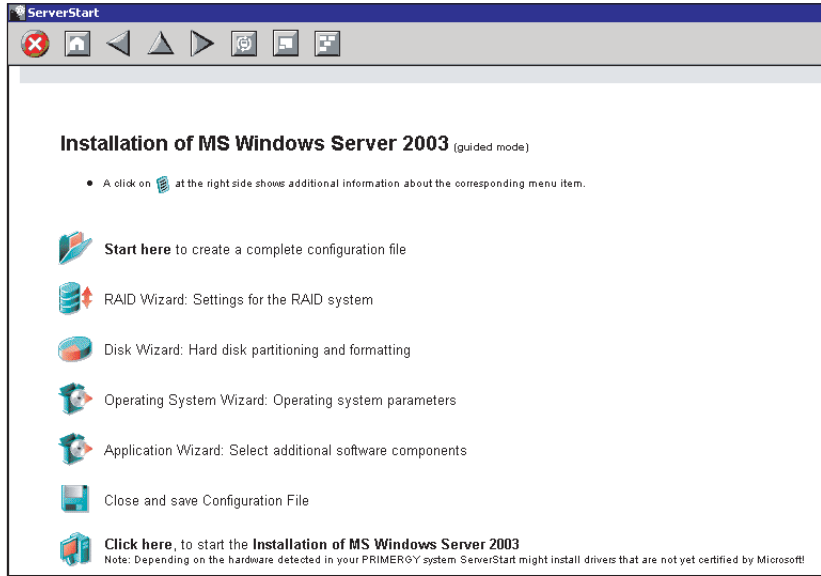 ServerStart
Installation of MS Windows Server 2003 (guided mode)
• A click on at the right side shows additional information about the corresponding menu item.
Start here to create a complete configuration file
RAID Wizard: Settings for the RAID system
Disk Wizard: Hard disk partitioning and formatting
Operating System Wizard: Operating system parameters
Application Wizard: Select additional software components
Close and save Configuration File
Click here, to start the Installation of MS Windows Server 2003
Note: Depending on the hardware detected in your PRIMERGY system ServerStart might install drivers that are not yet certified by Microsoft!